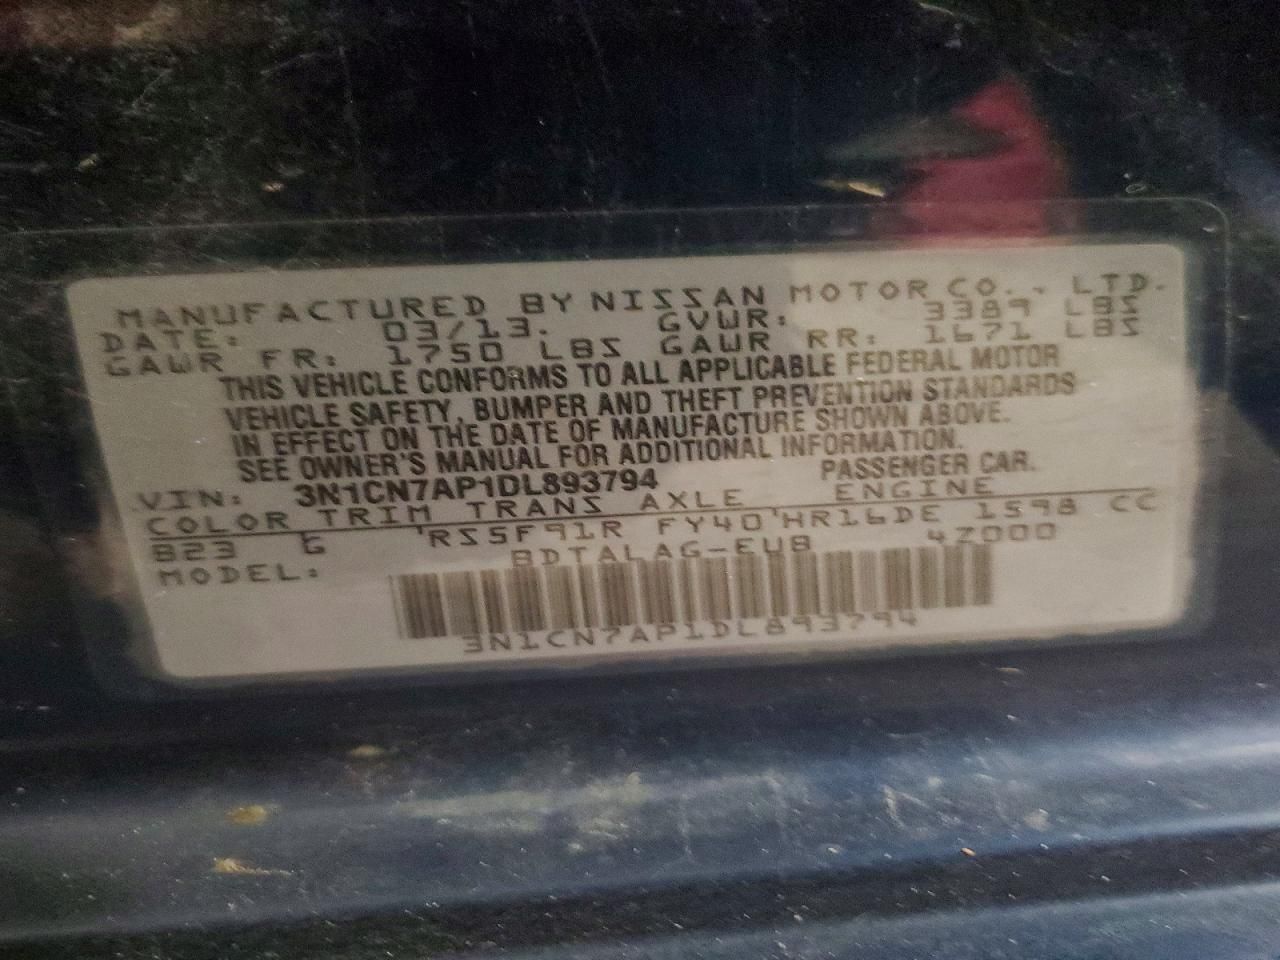 MANUFACTURED BY NISSAN MOTOR CO., LTD.
DATE: 03/13. GVWR: 3389 LBS
GAWR FR: 1750 LBS GAWR RR: 1671 LBS
THIS VEHICLE CONFORMS TO ALL APPLICABLE FEDERAL MOTOR
VEHICLE SAFETY, BUMPER AND THEFT PREVENTION STANDARDS
IN EFFECT ON THE DATE OF MANUFACTURE SHOWN ABOVE.
SEE OWNER'S MANUAL FOR ADDITIONAL INFORMATION.
VIN: 3N1CN7AP1DL893794 PASSENGER CAR.
COLOR TRIM TRANS AXLE ENGINE
B23 G RS5F91R FY40 HR16DE 1598 CC
MODEL: BDTALAG-EUB 4Z000
3N1CN7AP1DL893794